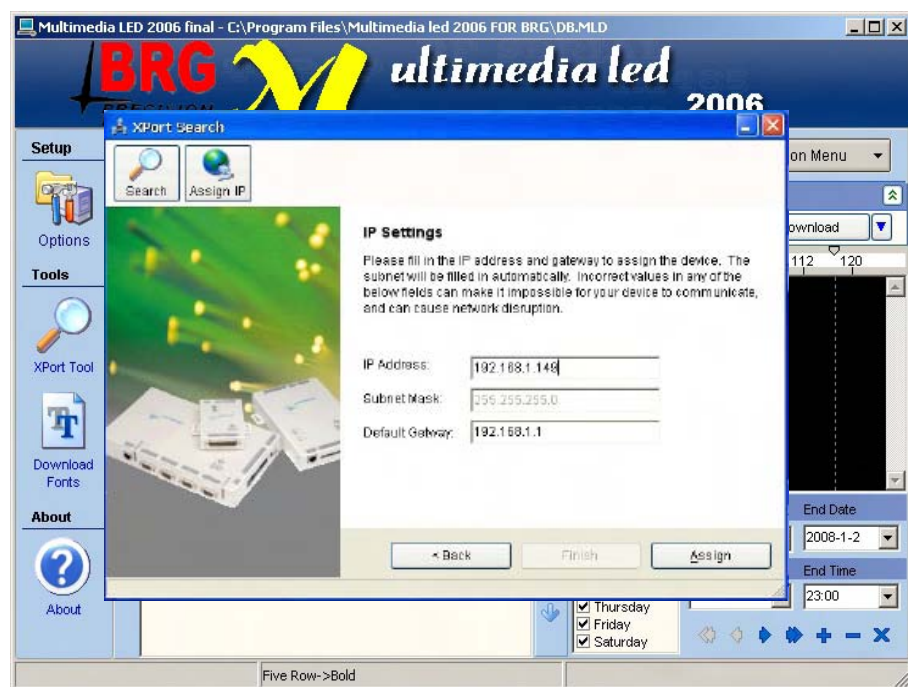 Multimedia LED 2006 final - C:\Program Files\Multimedia led 2006 FOR BRG\DB.MLD
BRG
PRECISION
Multimedia led
2006
XPort Search
Setup
on Menu
Search
Assign IP
Options
ownload
Tools
112 120
IP Settings
Please fill in the IP address and gateway to assign the device. The
subnet will be filled in automatically. Incorrect values in any of the
below fields can make it impossible for your device to communicate,
and can cause network disruption.
XPort Tool
IP Address: 192.168.1.149
Subnet Mask: 255.255.255.0
Default Getway: 192.168.1.1
Download
Fonts
About
End Date
2008-1-2
< Back
Finish
Assign
End Time
23:00
About
Thursday
Friday
Saturday
Five Row->Bold